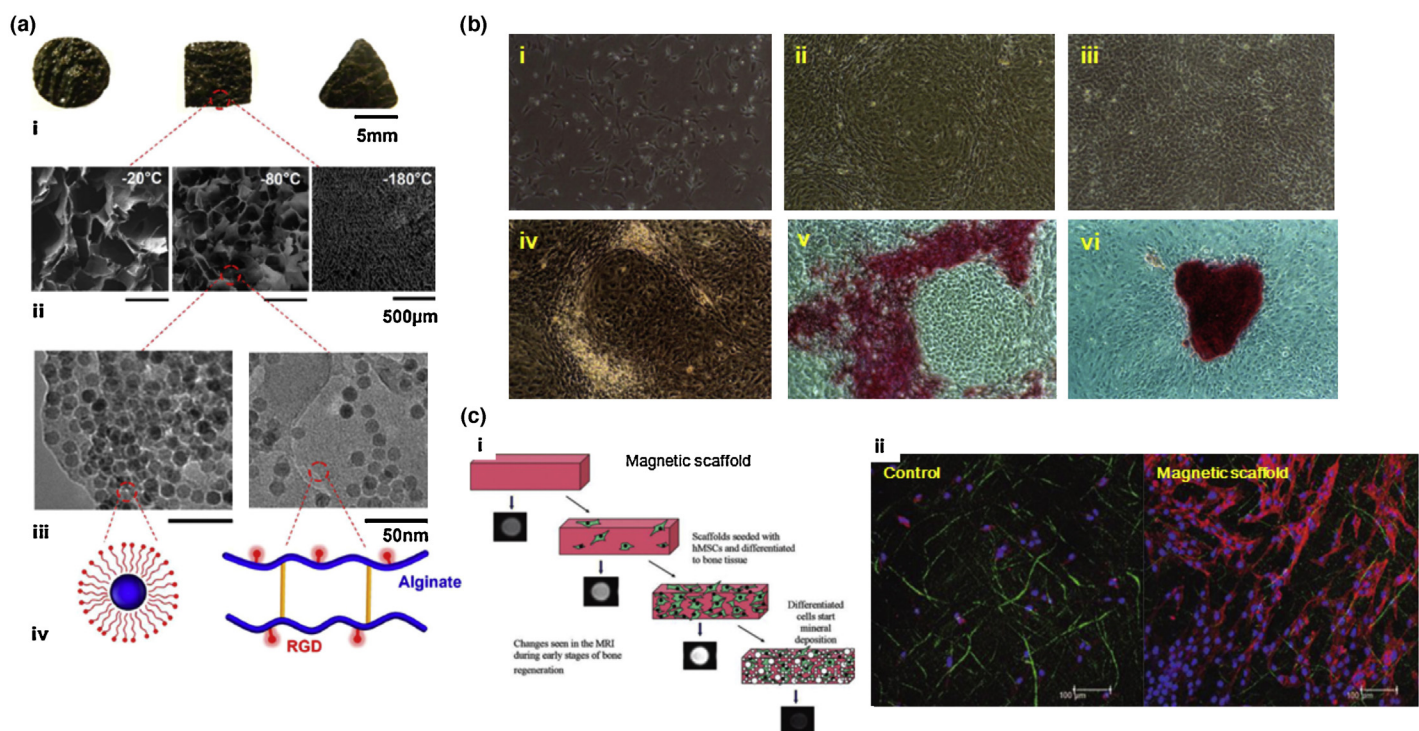 (a)
i
5mm
-20°C
-80°C
-180°C
ii
500µm
iii
50nm
iv
Alginate
RGD
(b)
i
ii
iii
iv
v
vi
(c)
i
Magnetic scaffold
Scaffolds seeded with
hMSCs and differentiated
to bone tissue
Differentiated
cells start
mineral
deposition
Changes seen in the MRI
during early stages of bone
regeneration
ii
Control
Magnetic scaffold
100 µm
100 µm